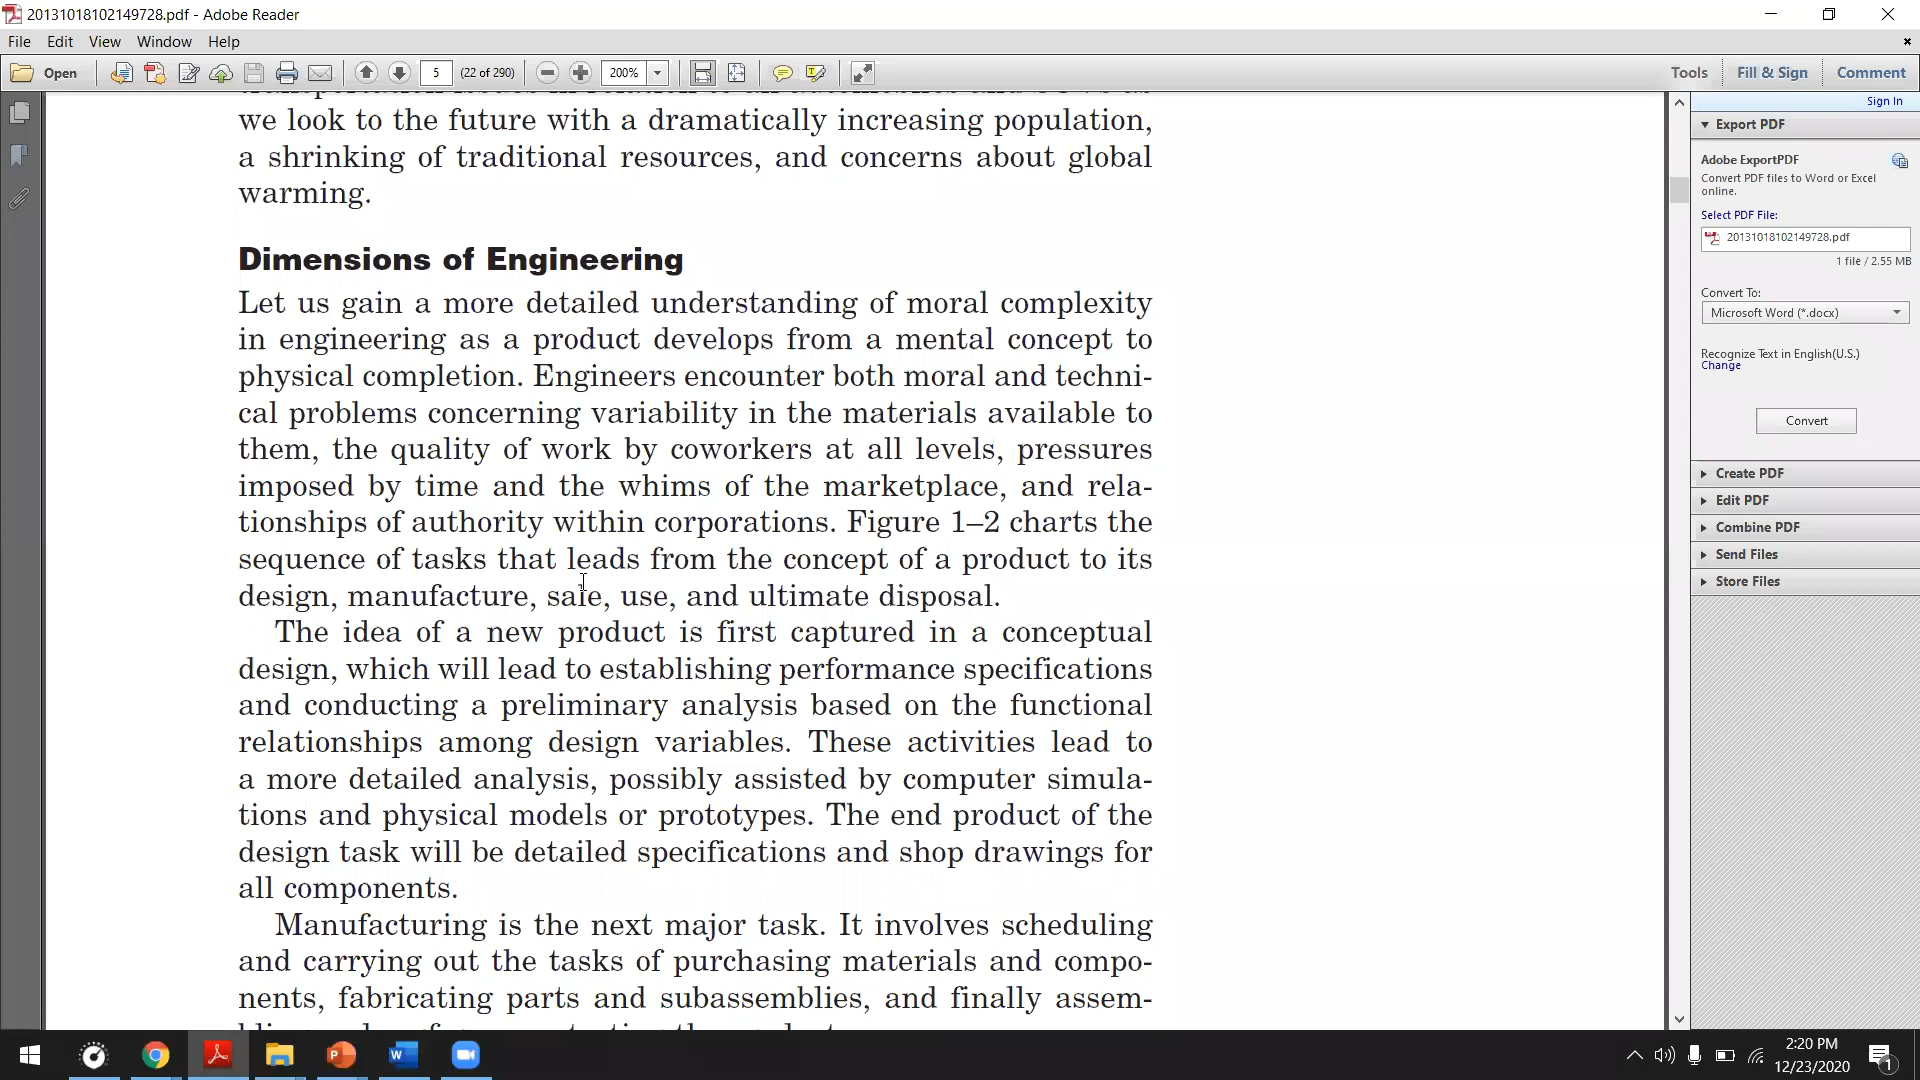 20131018102149728.pdf - Adobe Reader
File Edit View Window Help
Open 5 (22 of 290) 200% Tools Fill & Sign Comment
Sign In
we look to the future with a dramatically increasing population,
a shrinking of traditional resources, and concerns about global
warming.
Dimensions of Engineering
Let us gain a more detailed understanding of moral complexity
in engineering as a product develops from a mental concept to
physical completion. Engineers encounter both moral and techni-
cal problems concerning variability in the materials available to
them, the quality of work by coworkers at all levels, pressures
imposed by time and the whims of the marketplace, and rela-
tionships of authority within corporations. Figure 1–2 charts the
sequence of tasks that leads from the concept of a product to its
design, manufacture, sale, use, and ultimate disposal.
The idea of a new product is first captured in a conceptual
design, which will lead to establishing performance specifications
and conducting a preliminary analysis based on the functional
relationships among design variables. These activities lead to
a more detailed analysis, possibly assisted by computer simula-
tions and physical models or prototypes. The end product of the
design task will be detailed specifications and shop drawings for
all components.
Manufacturing is the next major task. It involves scheduling
and carrying out the tasks of purchasing materials and compo-
nents, fabricating parts and subassemblies, and finally assem-
Export PDF
Adobe ExportPDF
Convert PDF files to Word or Excel
online.
Select PDF File:
20131018102149728.pdf
1 file / 2.55 MB
Convert To:
Microsoft Word (*.docx)
Recognize Text in English(U.S.)
Change
Convert
Create PDF
Edit PDF
Combine PDF
Send Files
Store Files
2:20 PM
12/23/2020
1